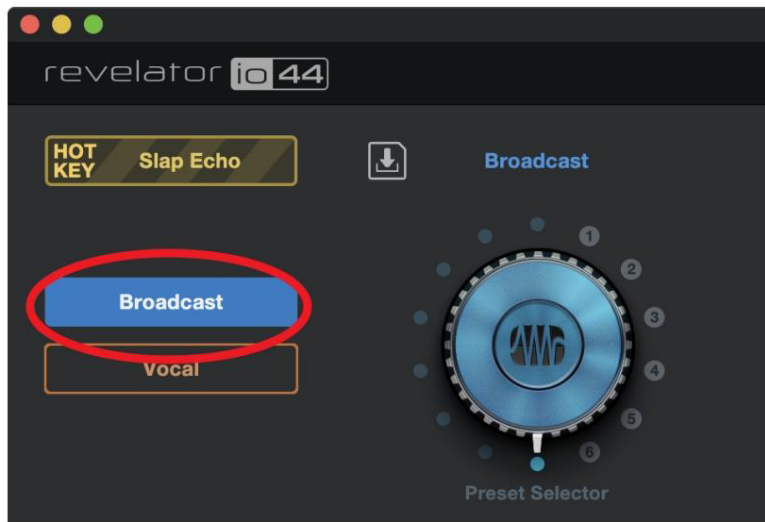 revelator io 44
HOT KEY
Slap Echo
Broadcast
Broadcast
Vocal
1
2
3
4
5
6
Preset Selector